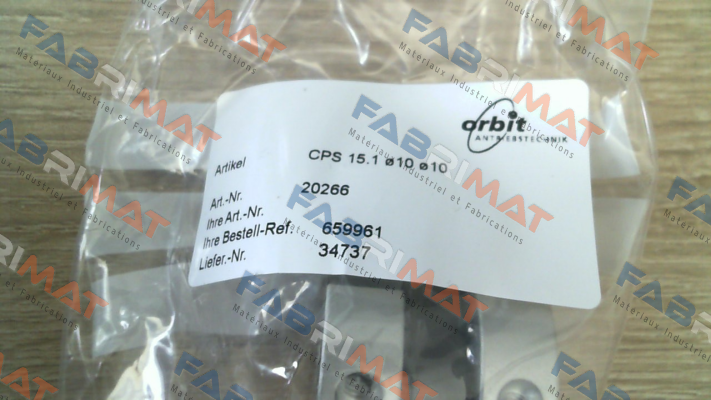 orbit
ANTRIEBSTECHNIK
Artikel CPS 15.1 ø10 ø10
Art.-Nr. 20266
Ihre Art.-Nr.
Ihre Bestell-Ref. 659961
Liefer.-Nr. 34737
FABRIMAT
Materiaux Industriel et Fabrications